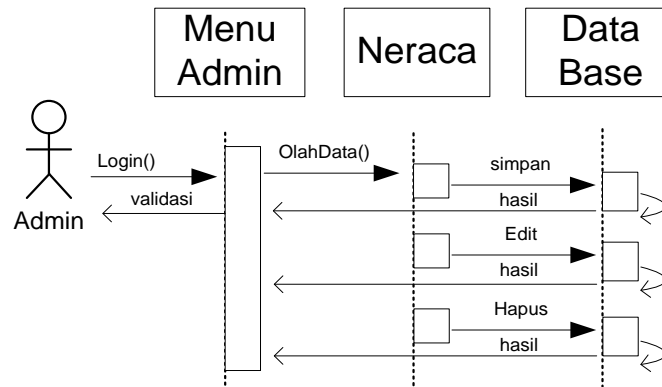 Menu
Admin
Neraca
Data
Base
Login()
OlahData()
simpan
validasi
hasil
Admin
Edit
hasil
Hapus
hasil